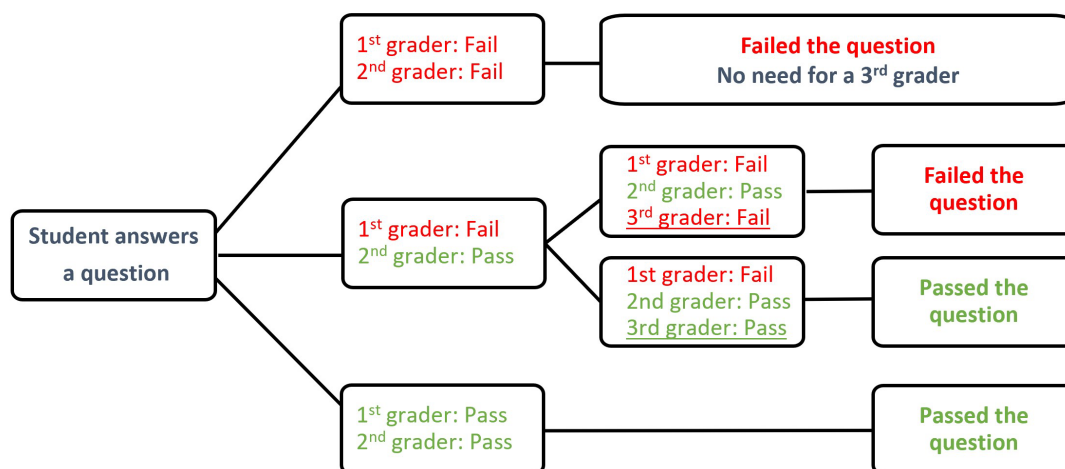 Student answers
a question
1st grader: Fail
2nd grader: Fail
Failed the question
No need for a 3rd grader
1st grader: Fail
2nd grader: Pass
1st grader: Fail
2nd grader: Pass
3rd grader: Fail
Failed the
question
1st grader: Fail
2nd grader: Pass
3rd grader: Pass
Passed the
question
1st grader: Pass
2nd grader: Pass
Passed the
question